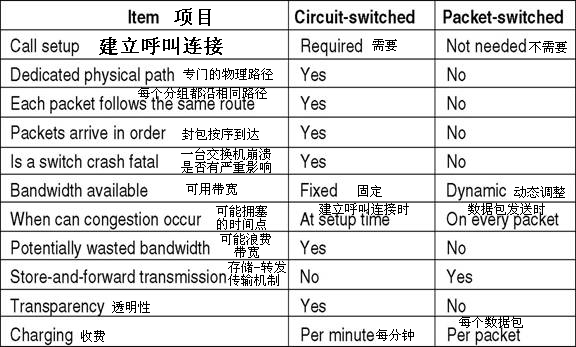 Item 项目 Circuit-switched Packet-switched
Call setup 建立呼叫连接 Required 需要 Not needed 不需要
Dedicated physical path 专门的物理路径 Yes No
每个分组都沿相同路径
Each packet follows the same route Yes No
Packets arrive in order 封包按序到达 Yes No
Is a switch crash fatal 一台交换机崩溃 是否有严重影响 Yes No
Bandwidth available 可用带宽 Fixed 固定 Dynamic 动态调整
建立呼叫连接时 数据包发送时
When can congestion occur 可能拥塞 的时间点 At setup time On every packet
Potentially wasted bandwidth 可能浪费 带宽 Yes No
Store-and-forward transmission 存储-转发 传输机制 No Yes
Transparency 透明性 Yes No
每个数据包
Charging 收费 Per minute 每分钟 Per packet